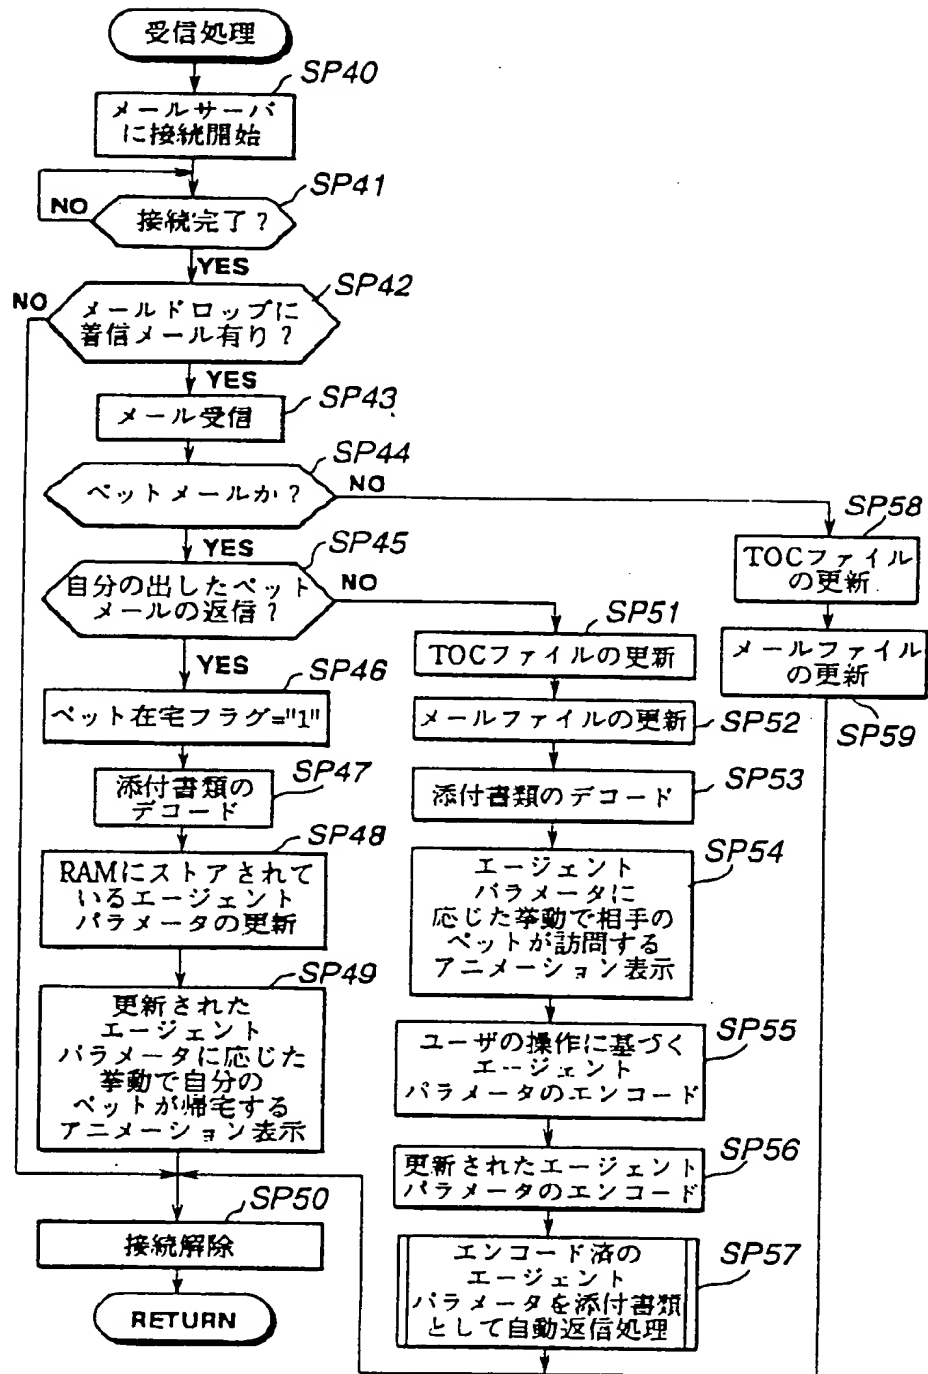 受信処理
SP40
メールサーバ
に接続開始
SP41
NO
接続完了？
YES
SP42
NO
メールドロップに
着信メール有り？
YES
SP43
メール受信
SP44
ペットメールか？
NO
YES
SP45
自分の出したペット
メールの返信？
NO
YES
SP46
ペット在宅フラグ="1"
SP47
添付書類の
デコード
SP48
RAMにストアされて
いるエージェント
パラメータの更新
SP49
更新された
エージェント
パラメータに応じた
挙動で自分の
ペットが帰宅する
アニメーション表示
SP50
接続解除
RETURN
SP51
TOCファイルの更新
メールファイルの更新
SP52
SP53
添付書類のデコード
SP54
エージェント
パラメータに
応じた挙動で相手の
ペットが訪問する
アニメーション表示
SP55
ユーザの操作に基づく
エージェント
パラメータのエンコード
SP56
更新されたエージェント
パラメータのエンコード
SP57
エンコード済の
エージェント
パラメータを添付書類
として自動返信処理
SP58
TOCファイル
の更新
メールファイル
の更新
SP59